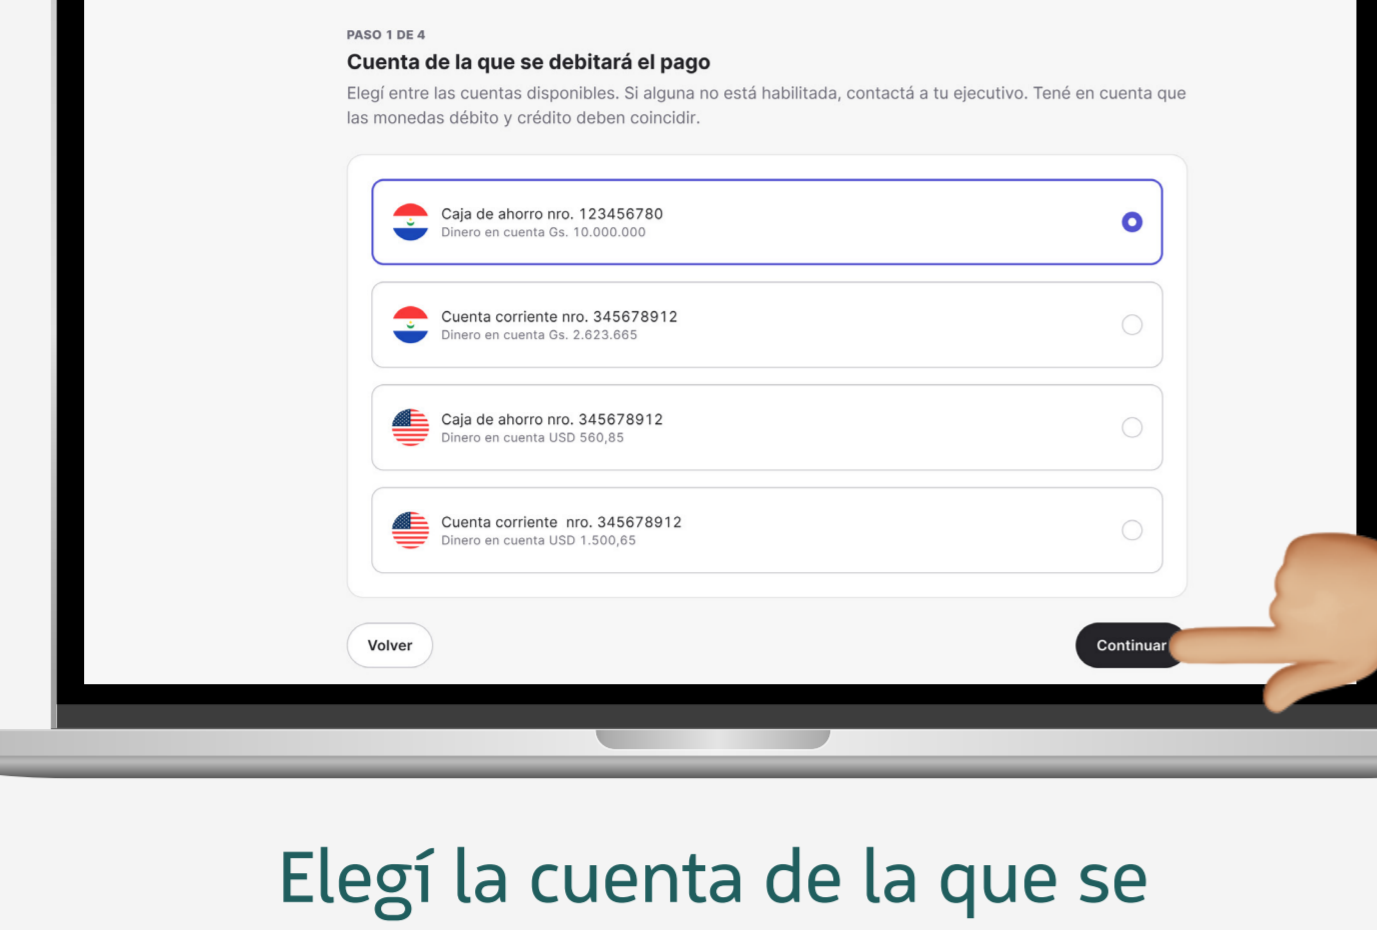 PASO 1 DE 4
Cuenta de la que se debitará el pago
Elegí entre las cuentas disponibles. Si alguna no está habilitada, contactá a tu ejecutivo. Tené en cuenta que
las monedas débito y crédito deben coincidir.
Caja de ahorro nro. 123456780
Dinero en cuenta Gs. 10.000.000
Cuenta corriente nro. 345678912
Dinero en cuenta Gs. 2.623.665
Caja de ahorro nro. 345678912
Dinero en cuenta USD 560,85
Cuenta corriente  nro. 345678912
Dinero en cuenta USD 1.500,65
Volver
Continuar
Elegí la cuenta de la que se